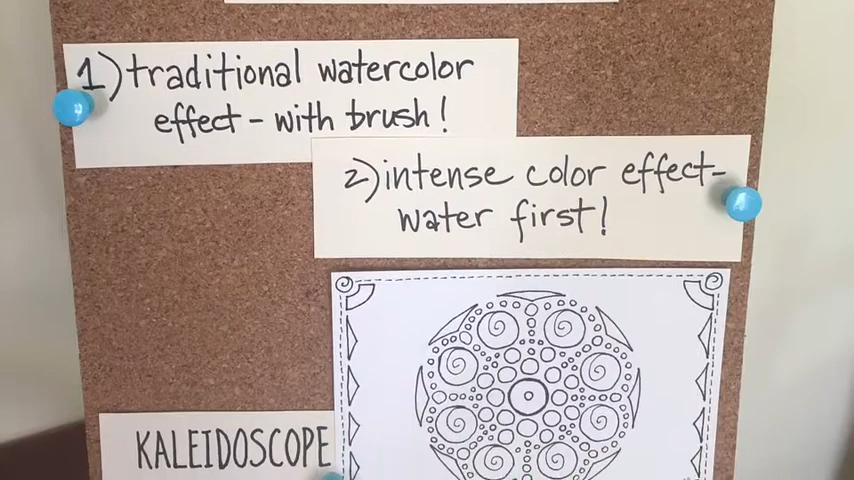 1) traditional watercolor
effect - with brush!
2) intense color effect-
water first!
KALEIDOSCOPE